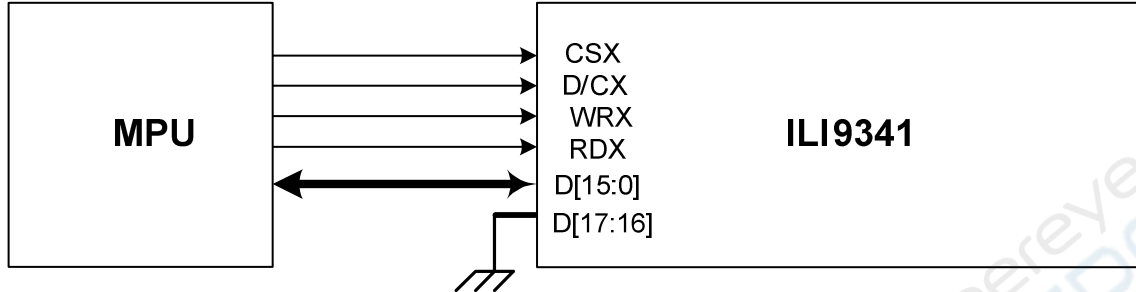 MPU
CSX
D/CX
WRX
RDX
D[15:0]
D[17:16]
ILI9341